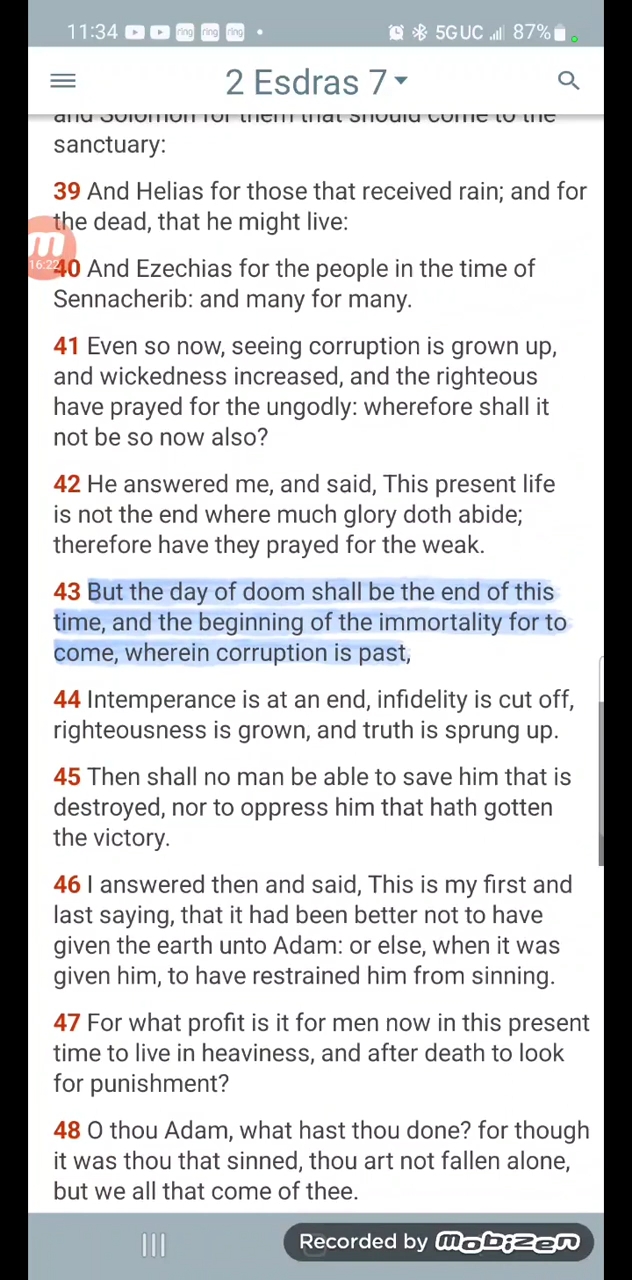 11:34 ring ring ring 5GUC 87%
2 Esdras 7
and Solomon for them that should come to the
sanctuary:
39 And Helias for those that received rain; and for
the dead, that he might live:
16:22
40 And Ezechias for the people in the time of
Sennacherib: and many for many.
41 Even so now, seeing corruption is grown up,
and wickedness increased, and the righteous
have prayed for the ungodly: wherefore shall it
not be so now also?
42 He answered me, and said, This present life
is not the end where much glory doth abide;
therefore have they prayed for the weak.
43 But the day of doom shall be the end of this
time, and the beginning of the immortality for to
come, wherein corruption is past,
44 Intemperance is at an end, infidelity is cut off,
righteousness is grown, and truth is sprung up.
45 Then shall no man be able to save him that is
destroyed, nor to oppress him that hath gotten
the victory.
46 I answered then and said, This is my first and
last saying, that it had been better not to have
given the earth unto Adam: or else, when it was
given him, to have restrained him from sinning.
47 For what profit is it for men now in this present
time to live in heaviness, and after death to look
for punishment?
48 O thou Adam, what hast thou done? for though
it was thou that sinned, thou art not fallen alone,
but we all that come of thee.
Recorded by mobizen